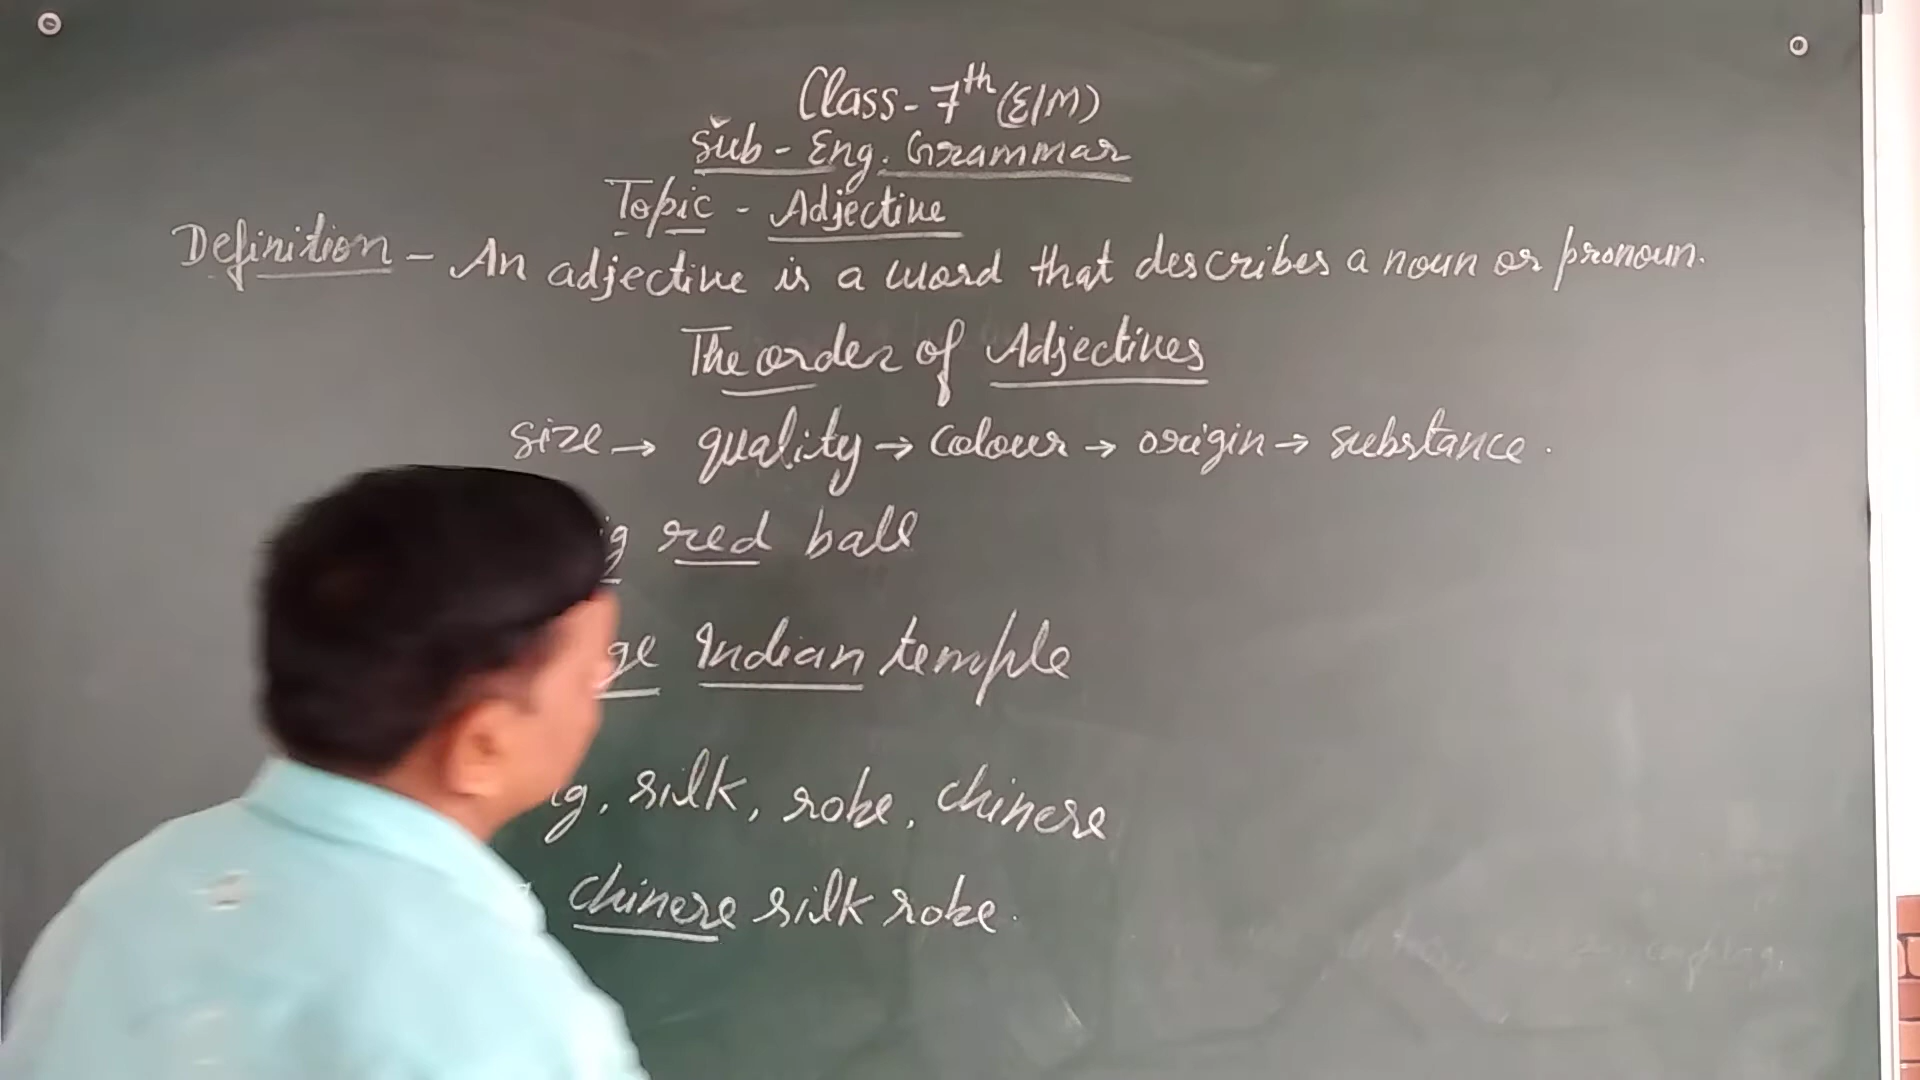 Class - 7th (E/M)
Sub - Eng. Grammar
Topic - Adjective
Definition - An adjective is a word that describes a noun or pronoun.
The order of Adjectives
size → quality → colour → origin → substance.
red ball
Indian temple
silk, robe, chinese
chinese silk robe.